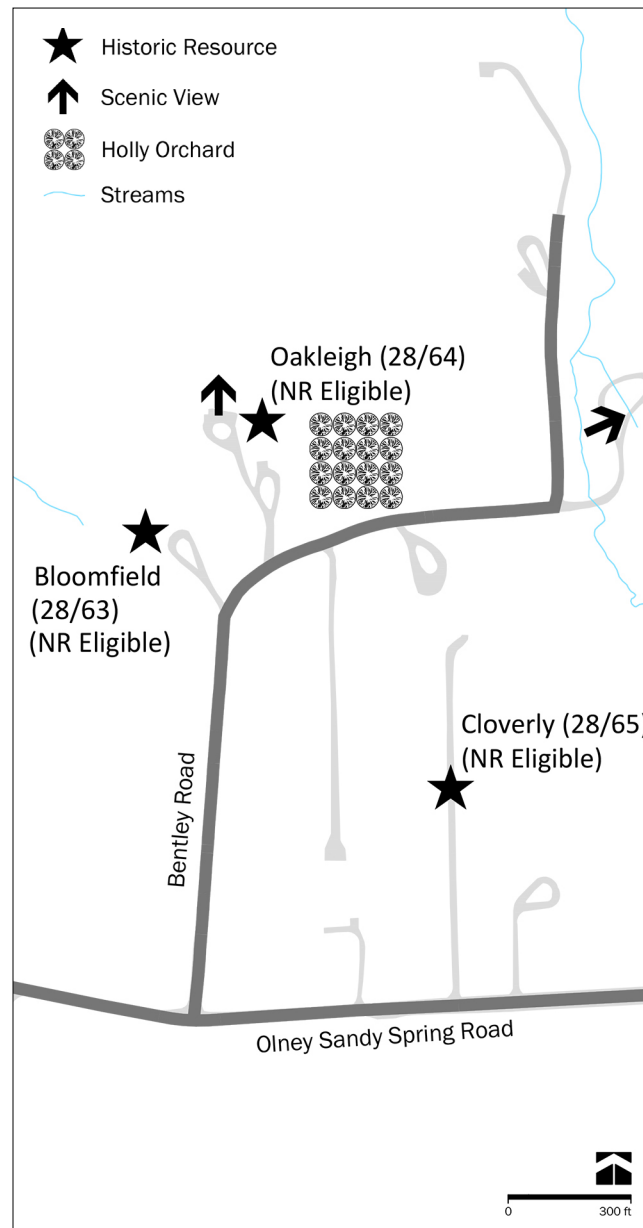 Historic Resource
Scenic View
Holly Orchard
Streams
Oakleigh (28/64)
(NR Eligible)
Bloomfield
(28/63)
(NR Eligible)
Cloverly (28/65)
(NR Eligible)
Bentley Road
Olney Sandy Spring Road
0 300 ft